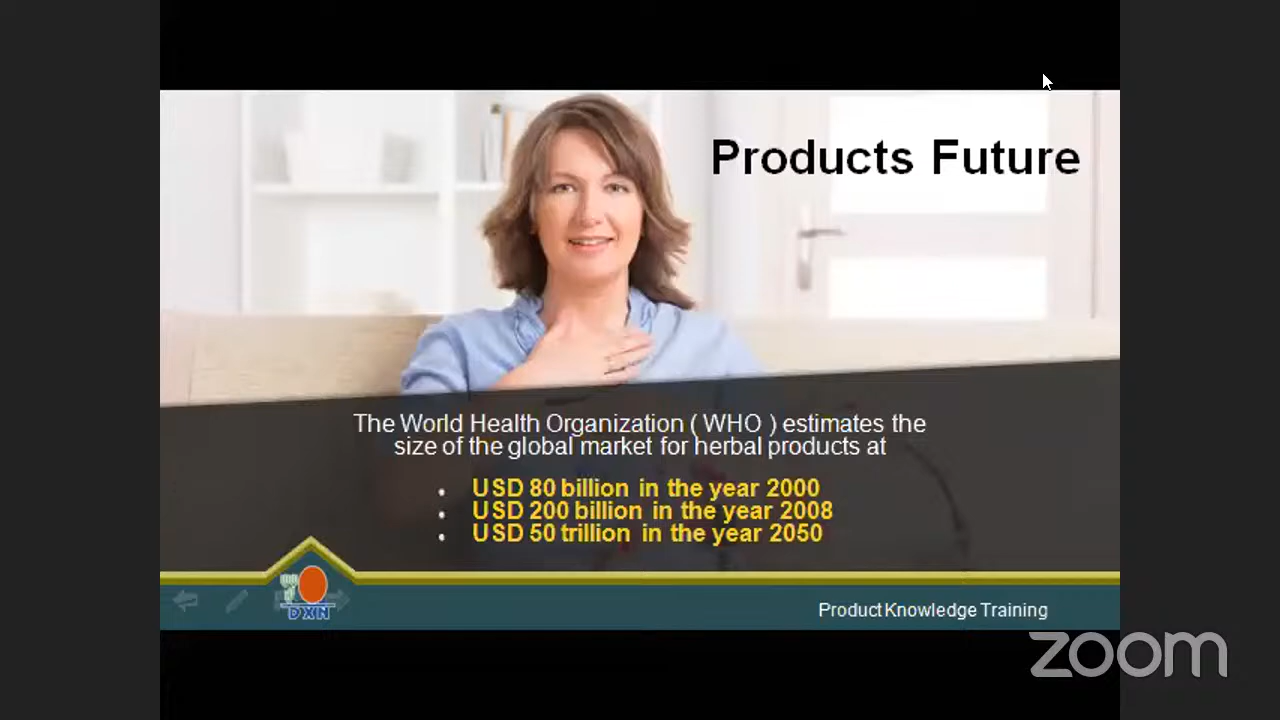 Products Future
The World Health Organization ( WHO ) estimates the
size of the global market for herbal products at
• USD 80 billion in the year 2000
• USD 200 billion in the year 2008
• USD 50 trillion in the year 2050
DXN
Product Knowledge Training
zoom